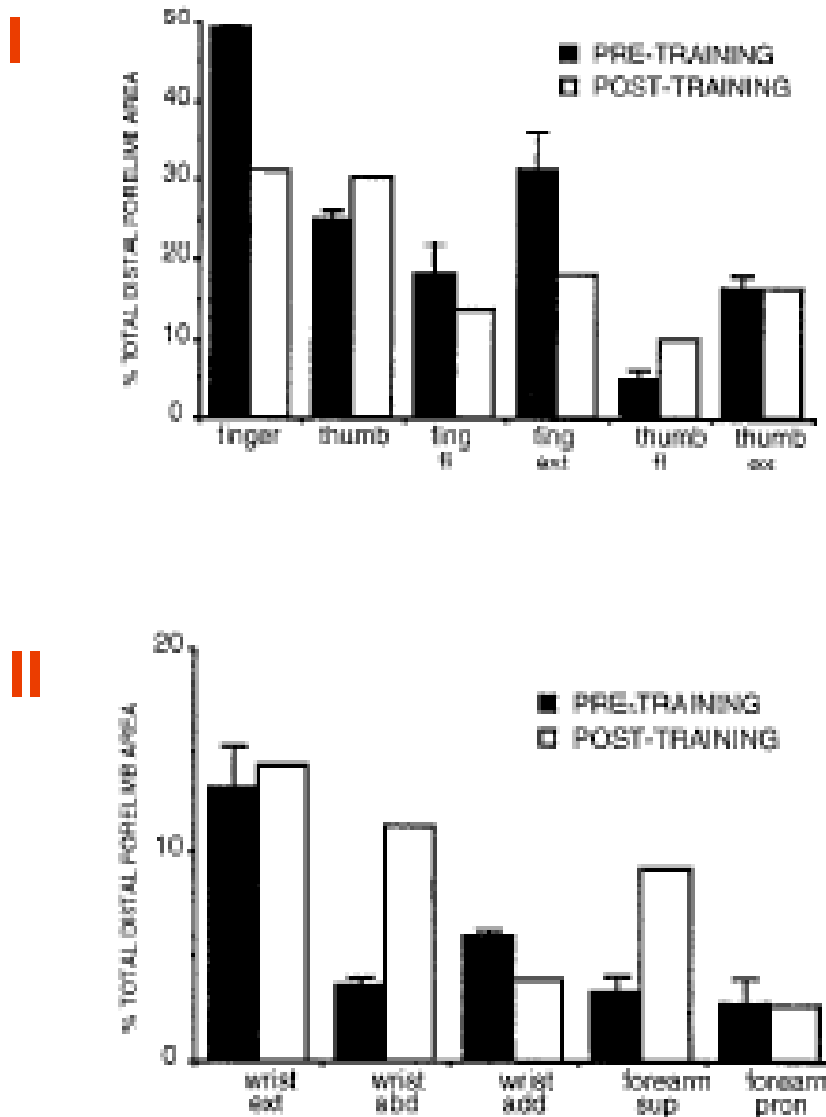 I
50
PRE-TRAINING
POST-TRAINING
40
% TOTAL DISTAL FORELIMB AREA
30
20
10
0
finger thumb fing fing thumb thumb
fl ext fl ex
II
20
PRE-TRAINING
POST-TRAINING
% TOTAL DISTAL FORELIMB AREA
10
0
wrist wrist wrist forearm forearm
ext abd add sup pron